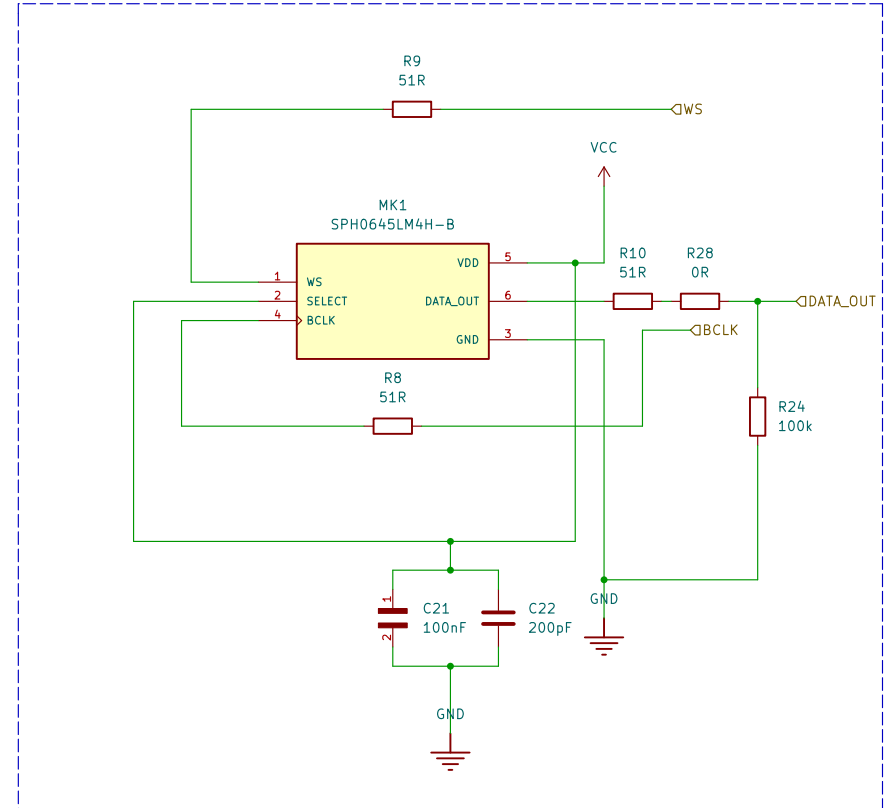 R9
51R
WS
VCC
MK1
SPH0645LM4H-B
VDD
5
R10
51R
R28
0R
1
WS
2
SELECT
DATA_OUT
6
DATA_OUT
4
BCLK
BCLK
GND
3
R8
51R
R24
100k
1
C21
100nF
2
C22
200pF
GND
GND